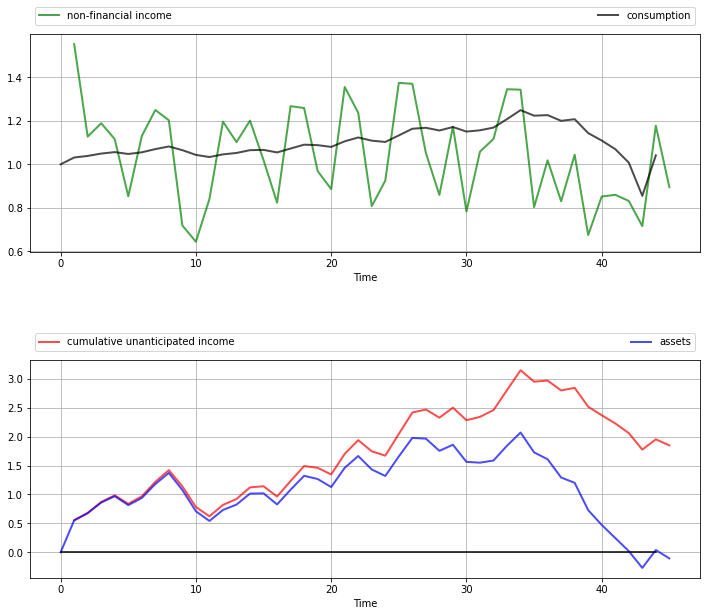 non-financial income consumption
1.4
1.2
1.0
0.8
0.6
0 10 20 30 40
Time
cumulative unanticipated income assets
3.0
2.5
2.0
1.5
1.0
0.5
0.0
0 10 20 30 40
Time